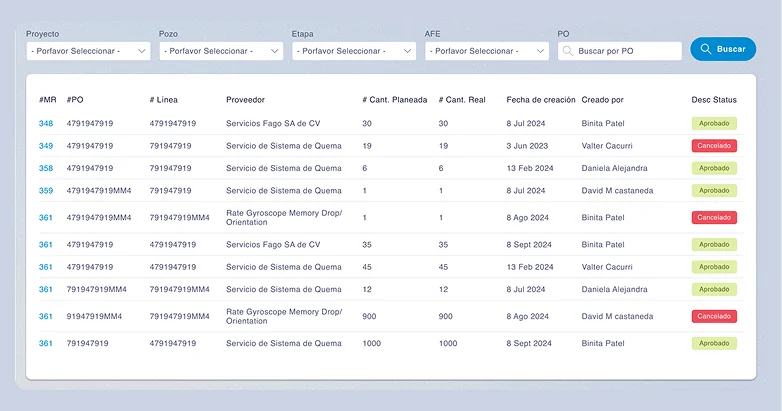 Proyecto Pozo Etapa AFE PO
- Porfavor Seleccionar - - Porfavor Seleccionar - - Porfavor Seleccionar - - Porfavor Seleccionar - Buscar por PO Buscar
#MR #PO # Línea Proveedor # Cant. Planeada # Cant. Real Fecha de creación Creado por Desc Status
348 4791947919 4791947919 Servicios Fago SA de CV 30 30 8 Jul 2024 Binita Patel Aprobado
349 4791947919 791947919 Servicio de Sistema de Quema 19 19 3 Jun 2023 Valter Cacurri Cancelado
358 4791947919 791947919 Servicio de Sistema de Quema 6 6 13 Feb 2024 Daniela Alejandra Aprobado
359 4791947919MM4 791947919 Servicio de Sistema de Quema 1 1 8 Jul 2024 David M castaneda Aprobado
361 4791947919MM4 791947919MM4 Rate Gyroscope Memory Drop/ 1 1 8 Ago 2024 Binita Patel Cancelado
Orientation
361 4791947919 4791947919 Servicios Fago SA de CV 35 35 8 Sept 2024 Binita Patel Aprobado
361 4791947919 791947919 Servicio de Sistema de Quema 45 45 13 Feb 2024 Valter Cacurri Aprobado
361 791947919MM4 791947919MM4 Servicio de Sistema de Quema 12 12 8 Jul 2024 Daniela Alejandra Aprobado
361 91947919MM4 791947919MM4 Rate Gyroscope Memory Drop/ 900 900 8 Ago 2024 David M castaneda Cancelado
Orientation
361 791947919 4791947919 Servicio de Sistema de Quema 1000 1000 8 Sept 2024 Binita Patel Aprobado